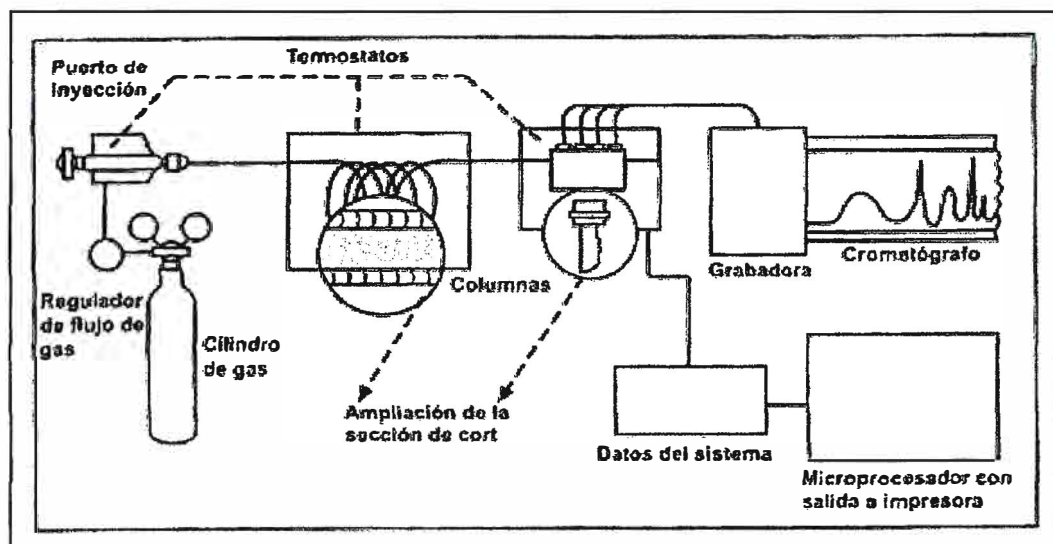 Puerto de
inyección
Termostatos
Grabadora
Cromatógrafo
Columnas
Regulador
de flujo de
gas
Cilindro
de gas
Ampliación de la
sección de cort
Datos del sistema
Microprocesador con
salida a impresora